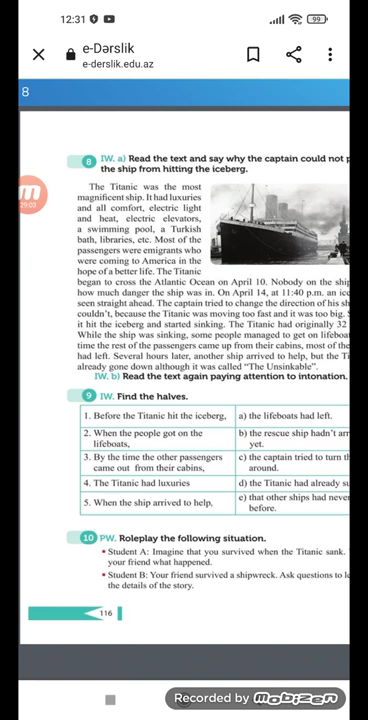 12:31
99
e-Dərslik
e-derslik.edu.az
8
8 IW. a) Read the text and say why the captain could not
the ship from hitting the iceberg.
The Titanic was the most
magnificent ship. It had luxuries
and all comfort, electric light
and heat, electric elevators,
a swimming pool, a Turkish
bath, libraries, etc. Most of the
passengers were emigrants who
were coming to America in the
hope of a better life. The Titanic
began to cross the Atlantic Ocean on April 10. Nobody on the ship
how much danger the ship was in. On April 14, at 11:40 p.m. an
seen straight ahead. The captain tried to change the direction of his
couldn't, because the Titanic was moving too fast and it was too big.
it hit the iceberg and started sinking. The Titanic had originally 32
While the ship was sinking, some people managed to get on
time the rest of the passengers came up from their cabins, most of the
had left. Several hours later, another ship arrived to help, but the
already gone down although it was called "The Unsinkable".
IW. b) Read the text again paying attention to intonation.
9 IW. Find the halves.
1. Before the Titanic hit the iceberg, a) the lifeboats had left.
2. When the people got on the b) the rescue ship hadn't
lifeboats, yet.
3. By the time the other passengers c) the captain tried to turn
came out from their cabins, around.
4. The Titanic had luxuries d) the Titanic had already
5. When the ship arrived to help, e) that other ships had never
before.
10 PW. Roleplay the following situation.
▪ Student A: Imagine that you survived when the Titanic sank.
your friend what happened.
▪ Student B: Your friend survived a shipwreck. Ask questions to
the details of the story.
116
m
29:03
Recorded by mobizen